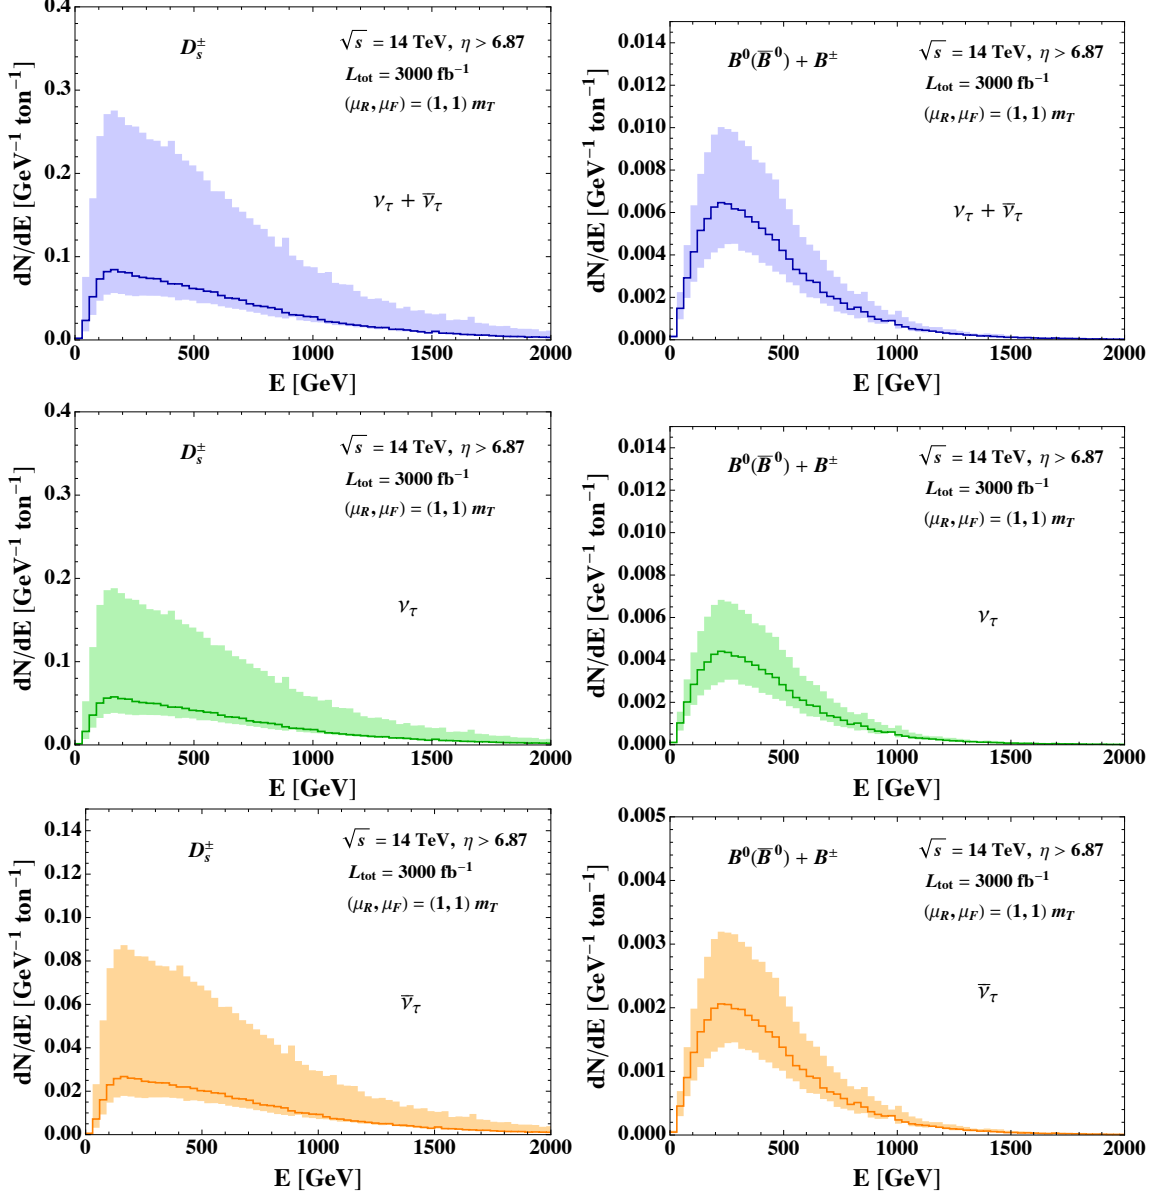 0.4
0.3
0.2
0.1
0.0
dN/dE [GeV⁻¹ ton⁻¹]
D_s^±
√s = 14 TeV, η > 6.87
L_tot = 3000 fb⁻¹
(μ_R, μ_F) = (1, 1) m_T
ν_τ + ν̄_τ
0 500 1000 1500 2000
E [GeV]
0.014
0.012
0.010
0.008
0.006
0.004
0.002
0.000
dN/dE [GeV⁻¹ ton⁻¹]
B⁰(B̄⁰) + B^±
√s = 14 TeV, η > 6.87
L_tot = 3000 fb⁻¹
(μ_R, μ_F) = (1, 1) m_T
ν_τ + ν̄_τ
0 500 1000 1500 2000
E [GeV]
0.4
0.3
0.2
0.1
0.0
dN/dE [GeV⁻¹ ton⁻¹]
D_s^±
√s = 14 TeV, η > 6.87
L_tot = 3000 fb⁻¹
(μ_R, μ_F) = (1, 1) m_T
ν_τ
0 500 1000 1500 2000
E [GeV]
0.014
0.012
0.010
0.008
0.006
0.004
0.002
0.000
dN/dE [GeV⁻¹ ton⁻¹]
B⁰(B̄⁰) + B^±
√s = 14 TeV, η > 6.87
L_tot = 3000 fb⁻¹
(μ_R, μ_F) = (1, 1) m_T
ν_τ
0 500 1000 1500 2000
E [GeV]
0.14
0.12
0.10
0.08
0.06
0.04
0.02
0.00
dN/dE [GeV⁻¹ ton⁻¹]
D_s^±
√s = 14 TeV, η > 6.87
L_tot = 3000 fb⁻¹
(μ_R, μ_F) = (1, 1) m_T
ν̄_τ
0 500 1000 1500 2000
E [GeV]
0.005
0.004
0.003
0.002
0.001
0.000
dN/dE [GeV⁻¹ ton⁻¹]
B⁰(B̄⁰) + B^±
√s = 14 TeV, η > 6.87
L_tot = 3000 fb⁻¹
(μ_R, μ_F) = (1, 1) m_T
ν̄_τ
0 500 1000 1500 2000
E [GeV]